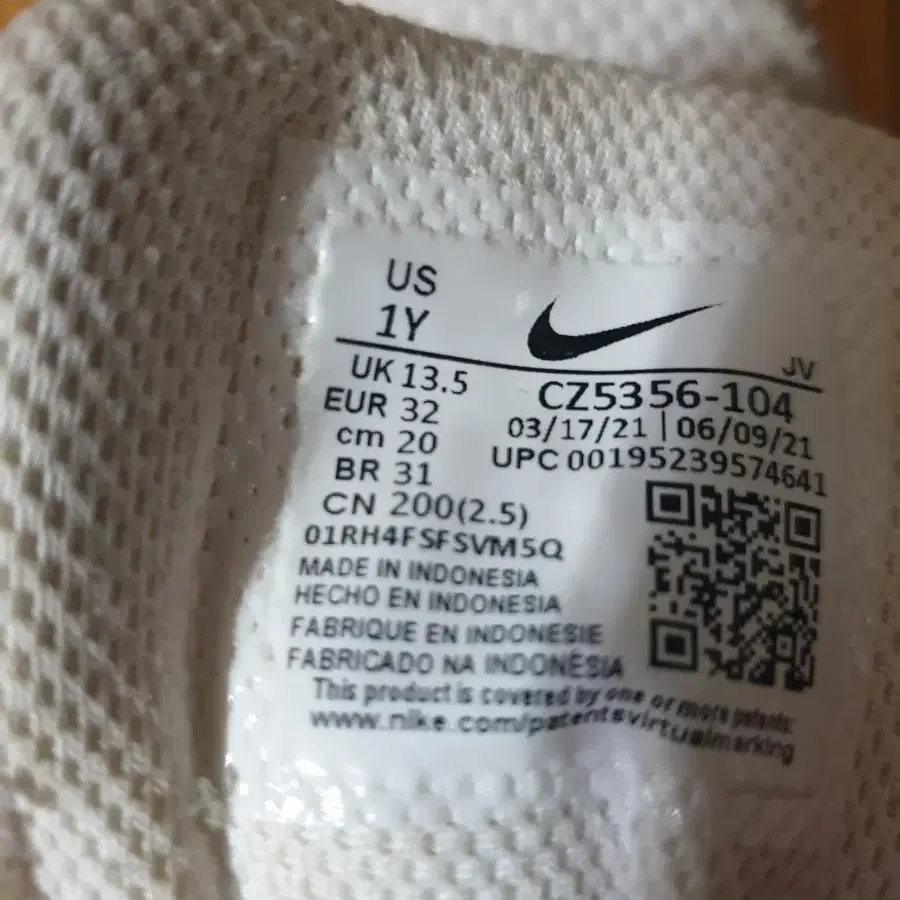 US
1Y
JV
UK 13.5
EUR 32
cm 20
BR 31
CN 200(2.5)
CZ5356-104
03/17/21 | 06/09/21
UPC 00195239574641
01RH4FSFSVM5Q
MADE IN INDONESIA
HECHO EN INDONESIA
FABRIQUE EN INDONESIE
FABRICADO NA INDONÉSIA
This product is covered by one or more patents:
www.nike.com/patentsvirtualmarking